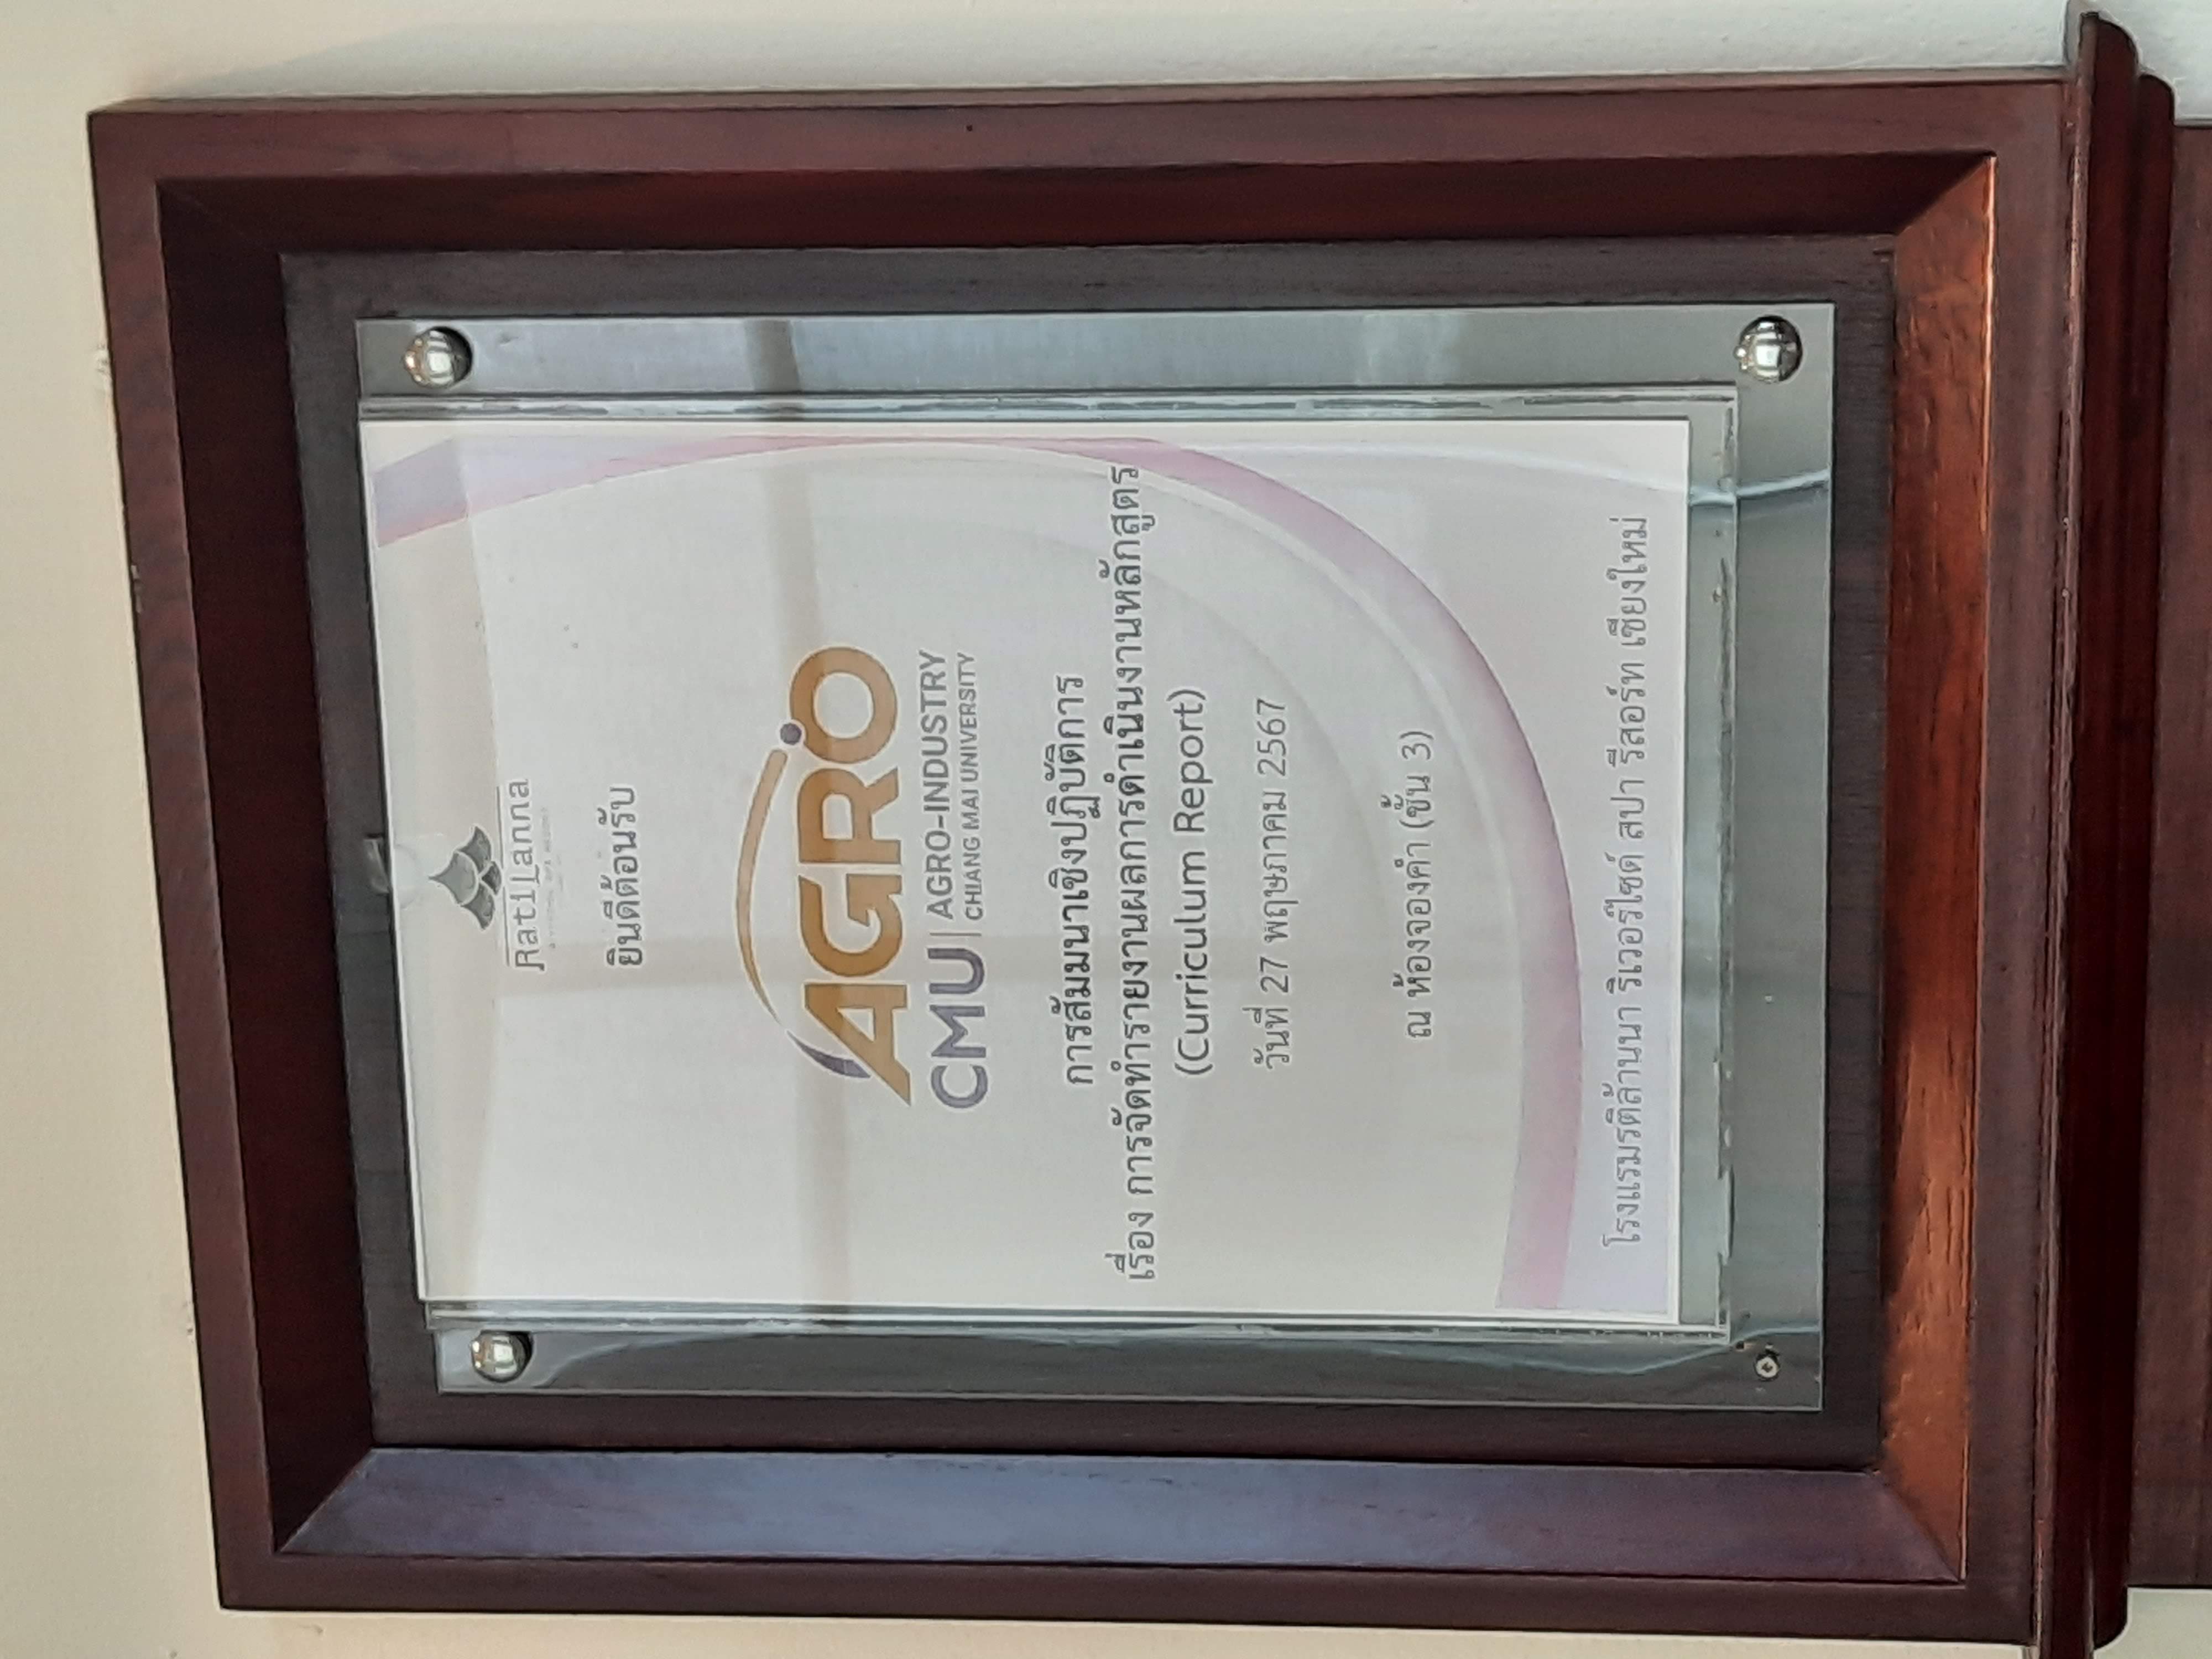 RatiLanna
ยินดีต้อนรับ
AGRO
CMU | AGRO-INDUSTRY
CHIANG MAI UNIVERSITY
การสัมมนาเชิงปฏิบัติการ
เรื่อง การจัดทำรายงานผลการดำเนินงานหลักสูตร
(Curriculum Report)
วันที่ 27 พฤษภาคม 2567
ณ ห้องจองคำ (ชั้น 3)
โรงแรมรติล้านนา ริเวอร์ไซด์ สปา รีสอร์ท เชียงใหม่